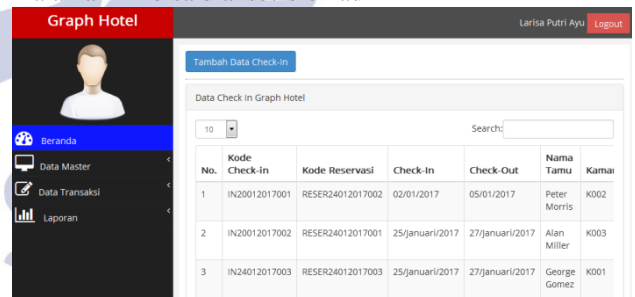 Graph Hotel
Larisa Putri Ayu Logout
Tambah Data Check-In
Data Check In Graph Hotel
10 Search:
No. Kode Check-in Kode Reservasi Check-In Check-Out Nama Tamu Kamar
1 IN20012017001 RESER24012017002 02/01/2017 05/01/2017 Peter Morris K002
2 IN20012017002 RESER24012017001 25/Januari/2017 27/Januari/2017 Alan Miller K003
3 IN24012017003 RESER24012017003 25/Januari/2017 27/Januari/2017 George Gomez K001
Beranda
Data Master
Data Transaksi
Laporan